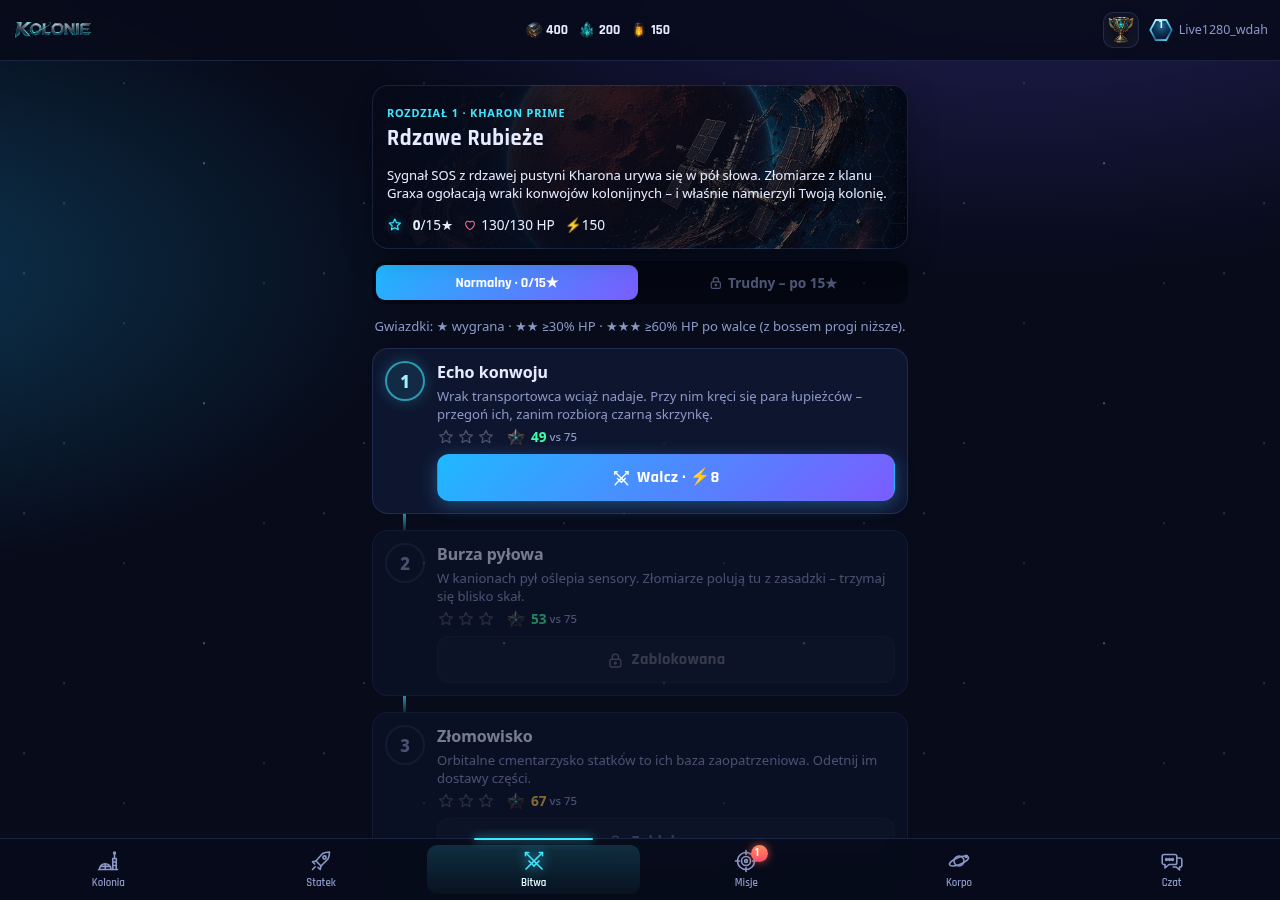 KOLONIE
400 200 150
Live1280_wdah
ROZDZIAŁ 1 · KHARON PRIME
Rdzawe Rubieże
Sygnał SOS z rdzawej pustyni Kharona urywa się w pół słowa. Złomiarze z klanu
Graxa ogołacają wraki konwojów kolonijnych – i właśnie namierzyli Twoją kolonię.
0/15★ 130/130 HP ⚡150
Normalny · 0/15★
Trudny – po 15★
Gwiazdki: ★ wygrana · ★★ ≥30% HP · ★★★ ≥60% HP po walce (z bossem progi niższe).
1
Echo konwoju
Wrak transportowca wciąż nadaje. Przy nim kręci się para łupieżców –
przegoń ich, zanim rozbiorą czarną skrzynkę.
49 vs 75
Walcz · ⚡8
2
Burza pyłowa
W kanionach pył oślepia sensory. Złomiarze polują tu z zasadzki – trzymaj
się blisko skał.
53 vs 75
Zablokowana
3
Złomowisko
Orbitalne cmentarzysko statków to ich baza zaopatrzeniowa. Odetnij im
dostawy części.
67 vs 75
Kolonia
Statek
Bitwa
1
Misje
Korpo
Czat